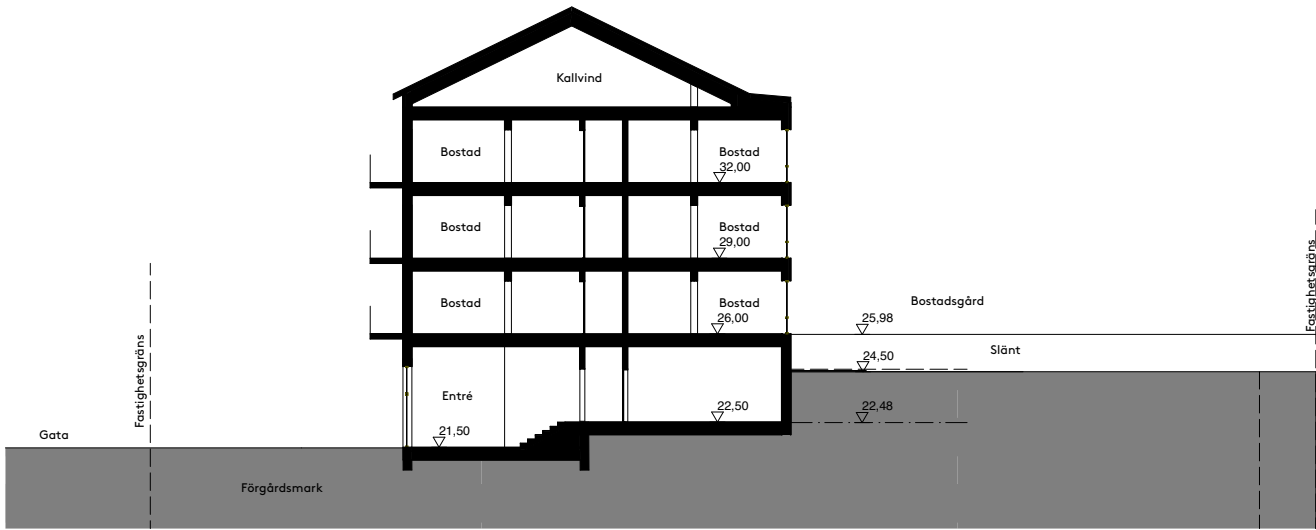 Kallvind
Bostad
Bostad
32,00
Bostad
Bostad
29,00
Bostad
Bostad
26,00
Bostadsgård
25,98
Slänt
24,50
Entré
22,50
22,48
21,50
Gata
Förgårdsmark
Fastighetsgräns
Fastighetsgräns